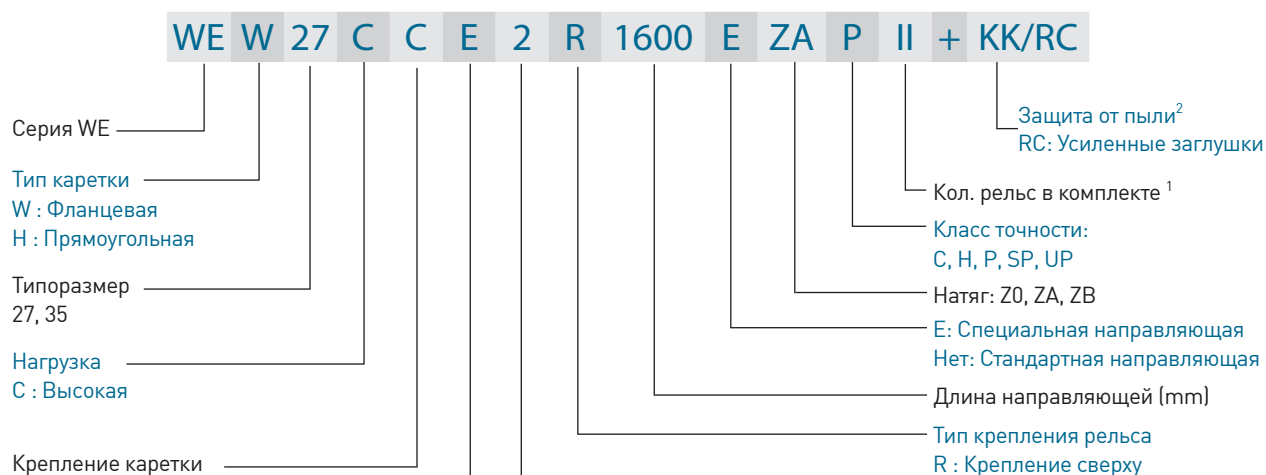 WE W 27 C C E 2 R 1600 E ZA P II + KK/RC
Серия WE
Тип каретки
W : Фланцевая
H : Прямоугольная
Типоразмер
27, 35
Нагрузка
C : Высокая
Крепление каретки
Защита от пыли²
RC: Усиленные заглушки
Кол. рельс в комплекте ¹
Класс точности:
C, H, P, SP, UP
Натяг: Z0, ZA, ZB
E: Специальная направляющая
Нет: Стандартная направляющая
Длина направляющей (mm)
Тип крепления рельса
R : Крепление сверху